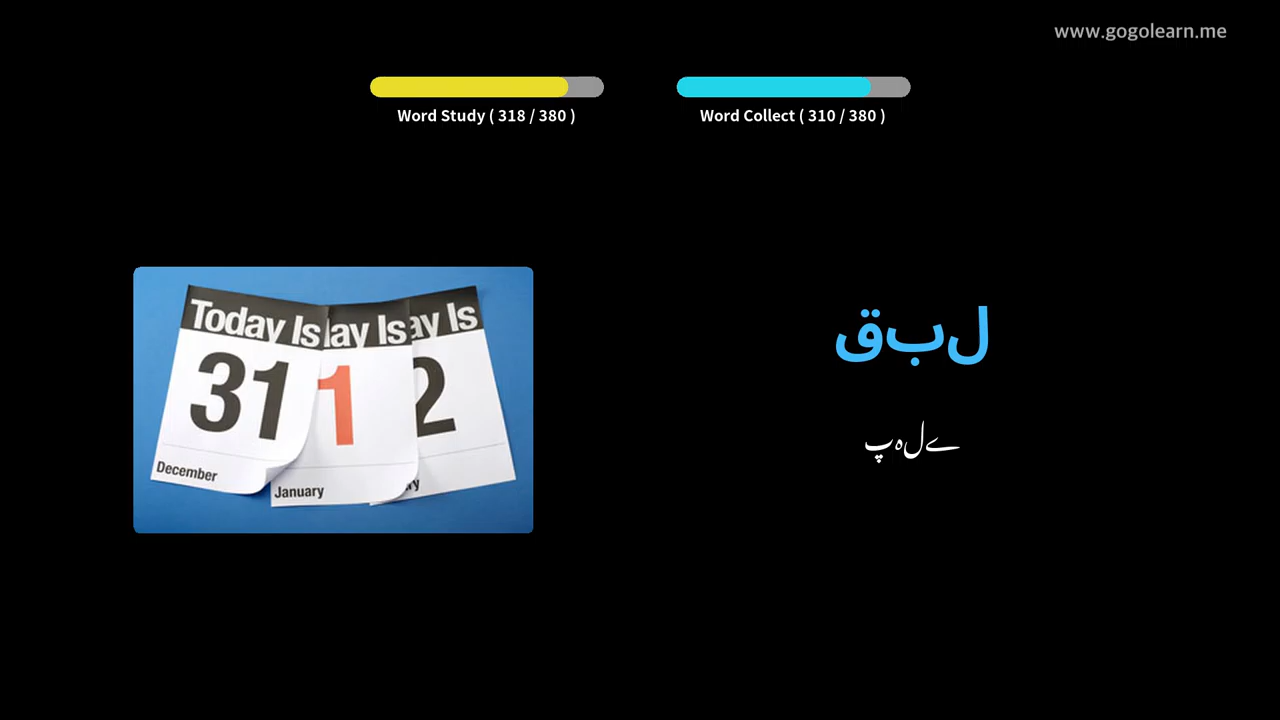 www.gogolearn.me
Word Study ( 318 / 380 )
Word Collect ( 310 / 380 )
Today Is
31
December
ay Is
1
January
ay Is
2
ry
قبل
پہلے